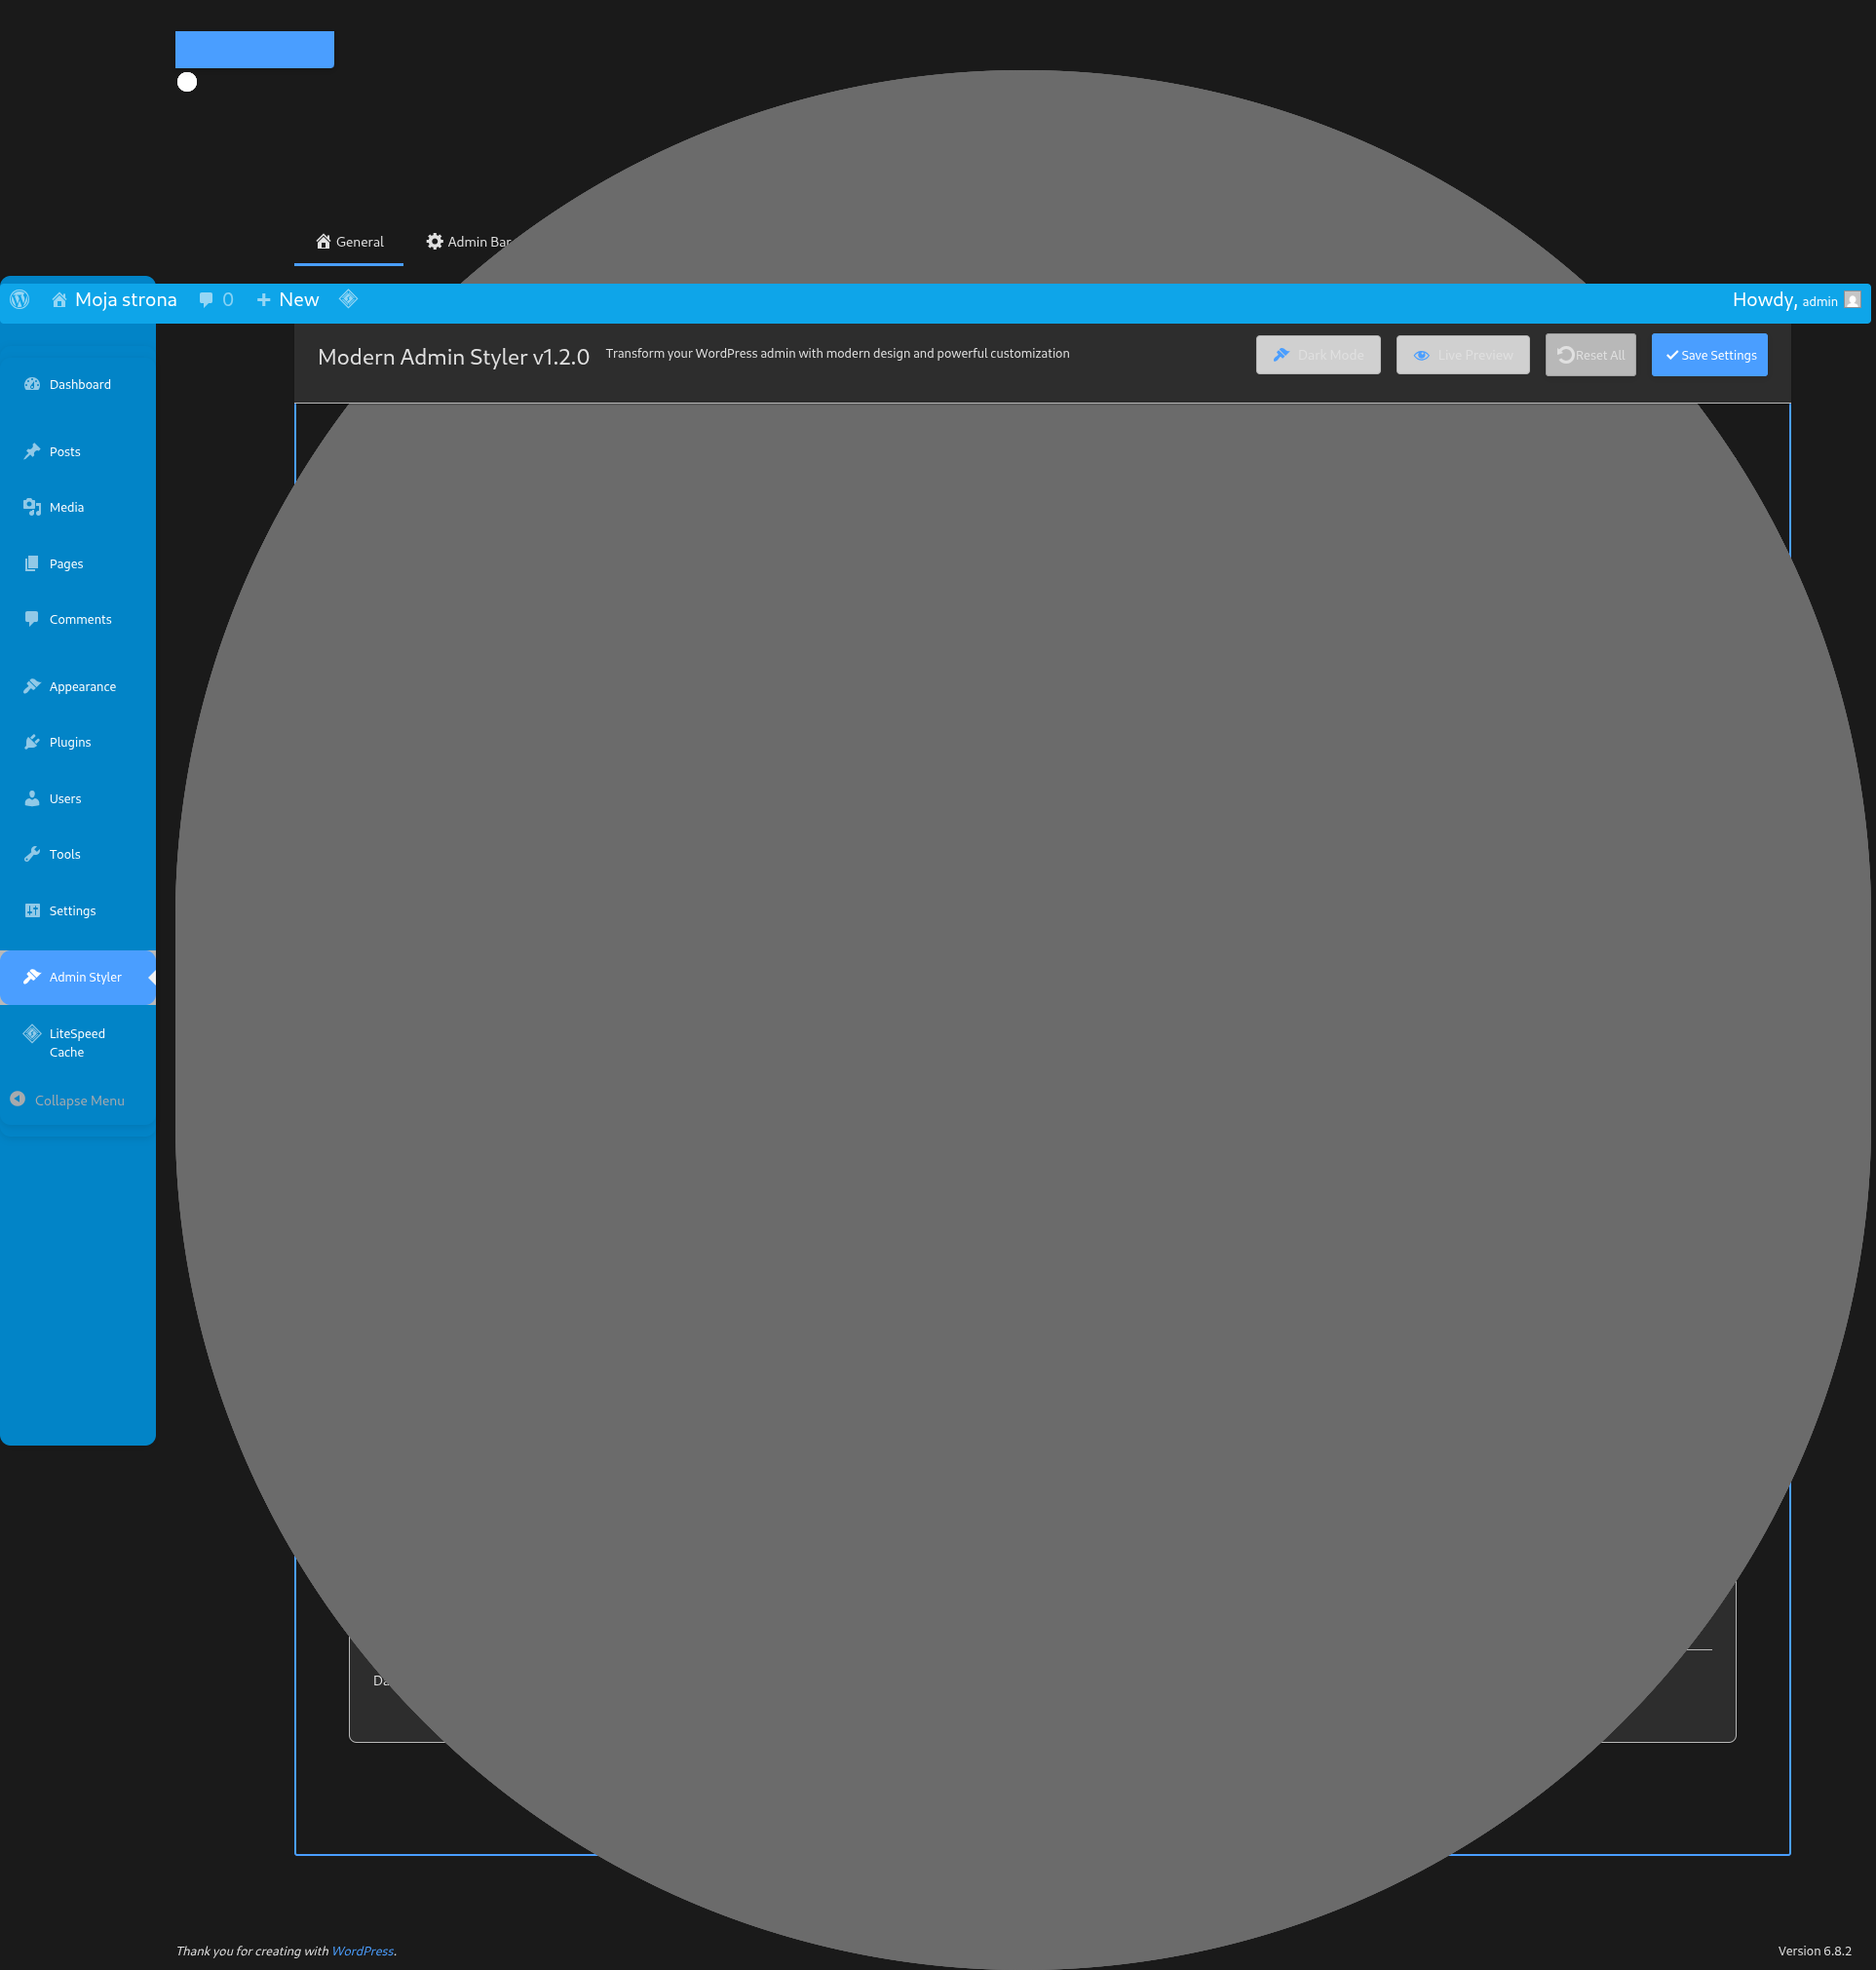 General Admin Bar
Moja strona 0 New Howdy, admin
Modern Admin Styler v1.2.0 Transform your WordPress admin with modern design and powerful customization Dark Mode Live Preview Reset All Save Settings
Dashboard
Posts
Media
Pages
Comments
Appearance
Plugins
Users
Tools
Settings
Admin Styler
LiteSpeed
Cache
Collapse Menu
Thank you for creating with WordPress. Version 6.8.2